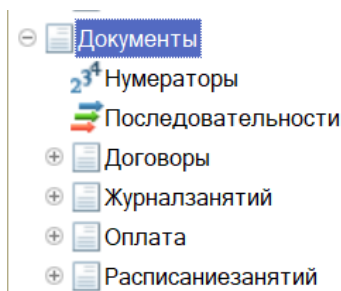 Документы
Нумераторы
Последовательности
Договоры
Журналзанятий
Оплата
Расписаниезанятий